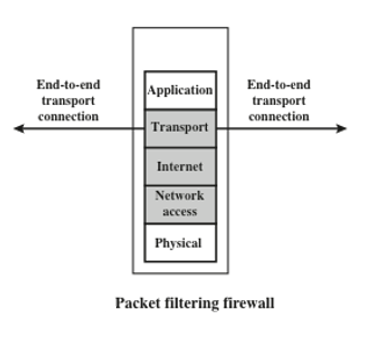 End-to-end
transport
connection
End-to-end
transport
connection
Application
Transport
Internet
Network
access
Physical
Packet filtering firewall